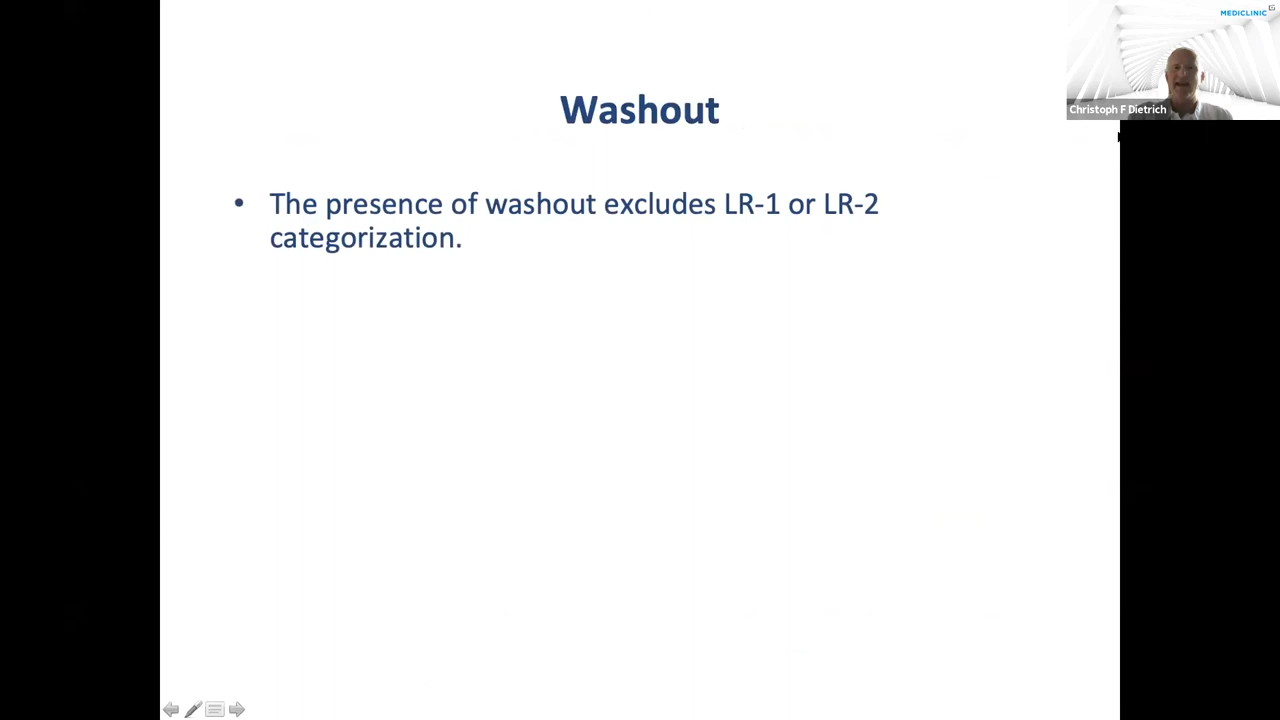 MEDICLINIC
Christoph F Dietrich
Washout
• The presence of washout excludes LR-1 or LR-2
categorization.